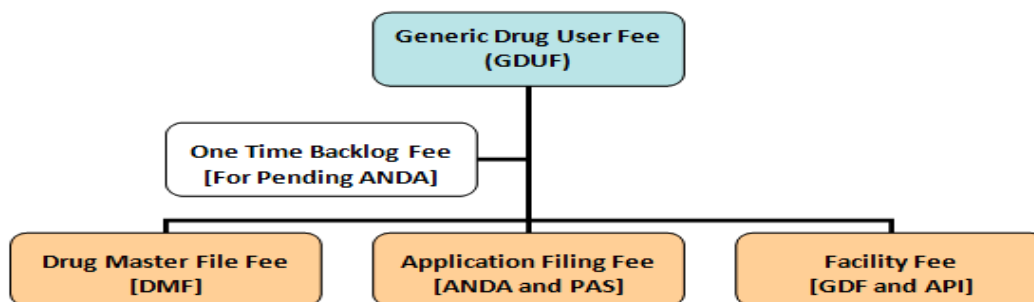 Generic Drug User Fee
(GDUF)
One Time Backlog Fee
[For Pending ANDA]
Drug Master File Fee
[DMF]
Application Filing Fee
[ANDA and PAS]
Facility Fee
[GDF and API]